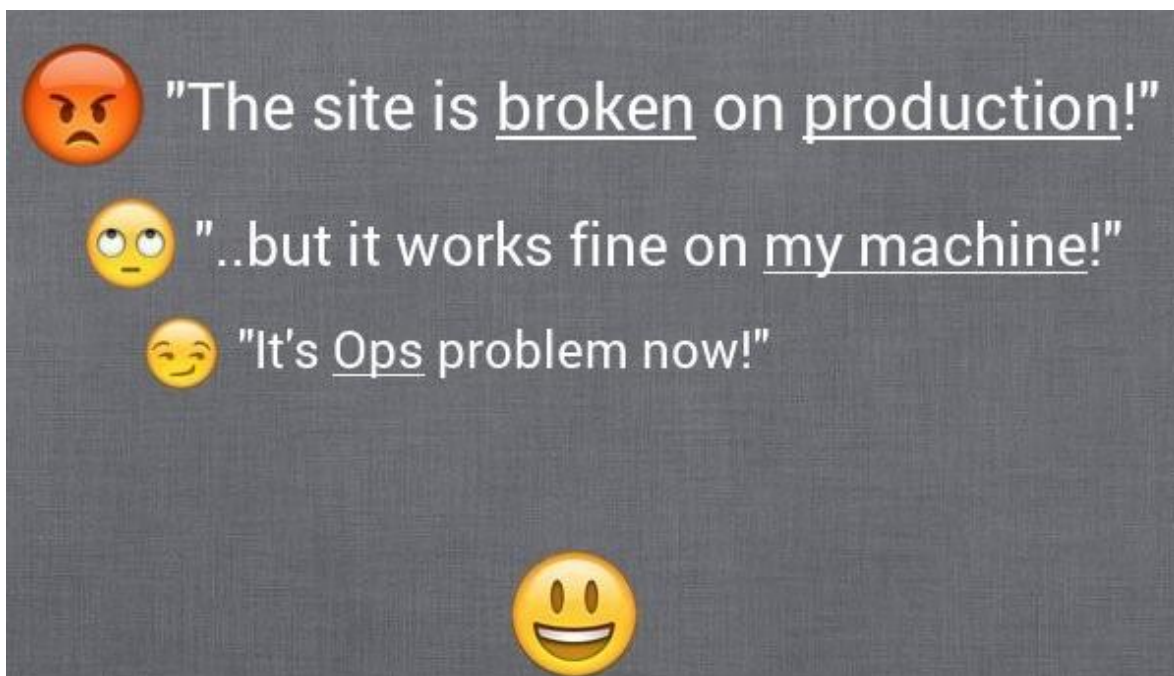 "The site is broken on production!"
"..but it works fine on my machine!"
"It's Ops problem now!"